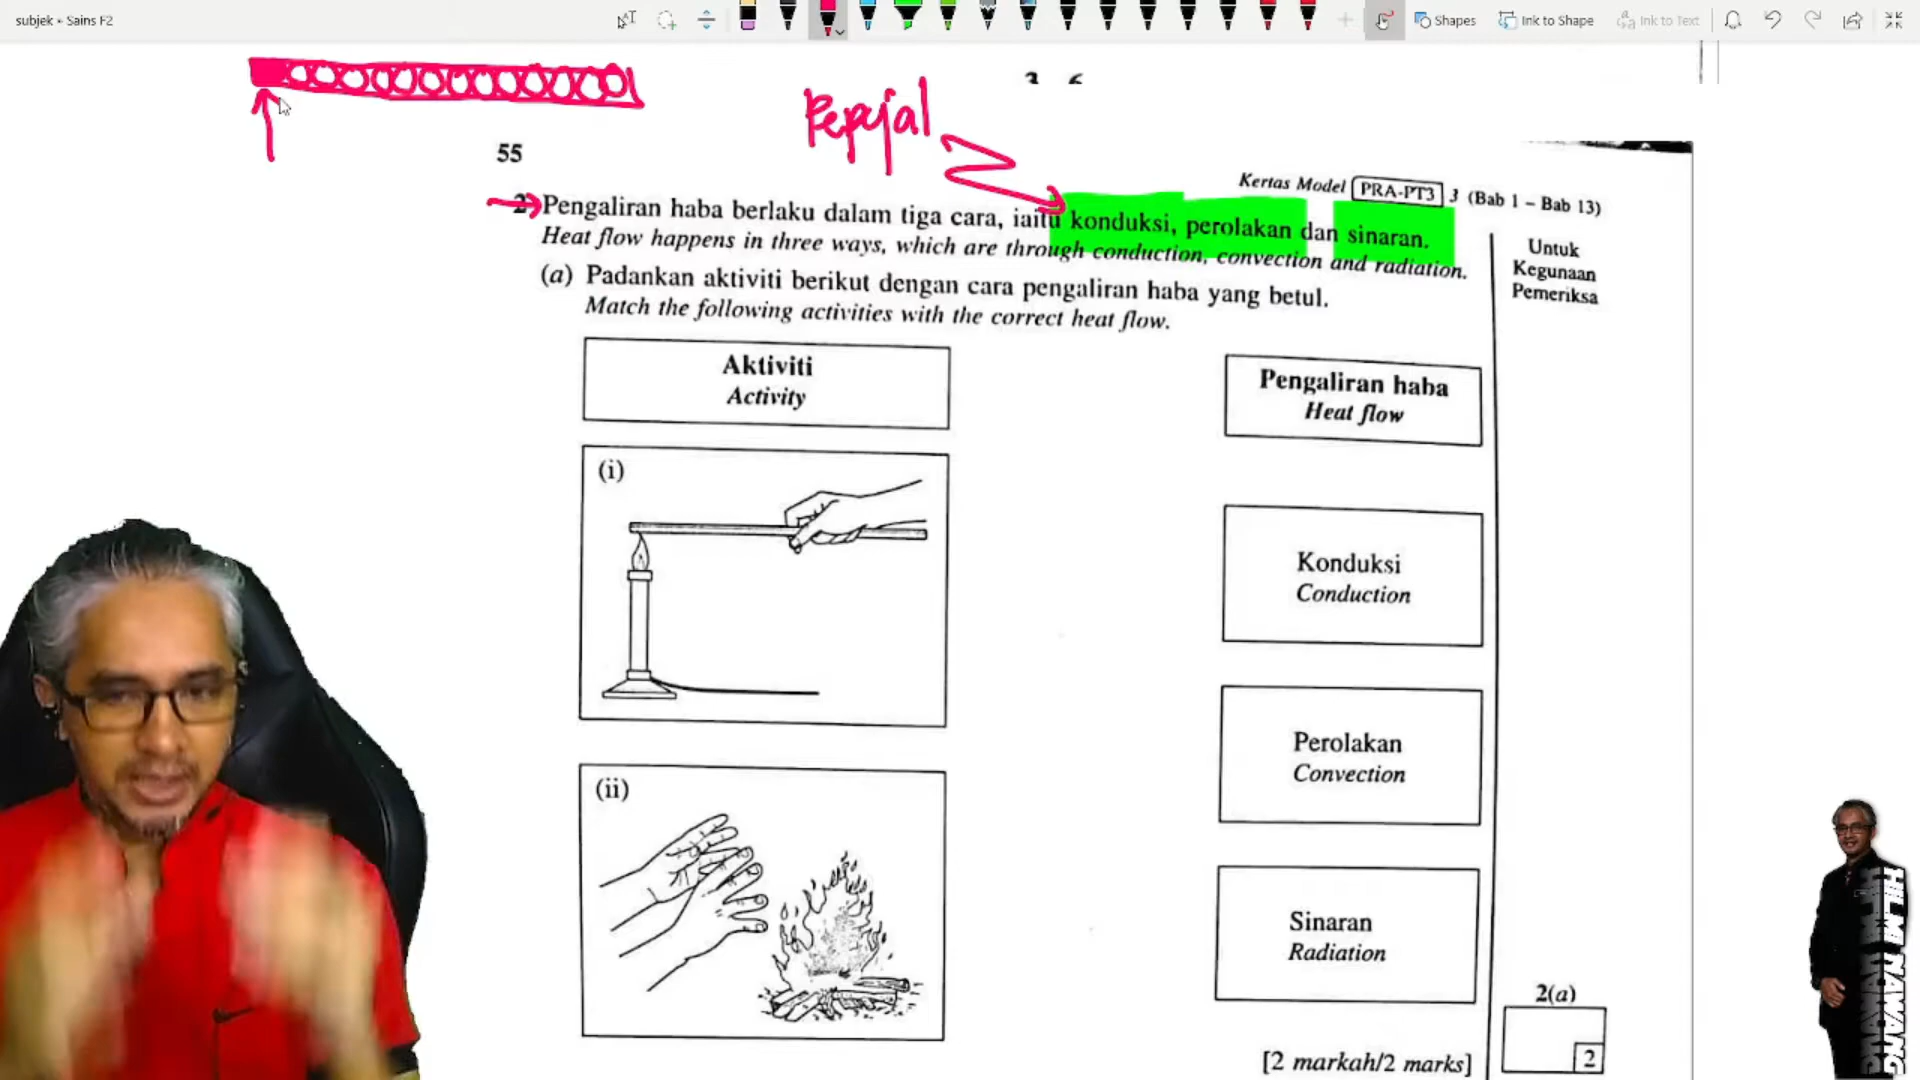 subjek • Sains F2
Shapes
Ink to Shape
Ink to Text
Pepejal
55
Kertas Model PRA-PT3 3 (Bab 1 – Bab 13)
2 Pengaliran haba berlaku dalam tiga cara, iaitu konduksi, perolakan dan sinaran.
Heat flow happens in three ways, which are through conduction, convection and radiation.
Untuk
Kegunaan
Pemeriksa
(a) Padankan aktiviti berikut dengan cara pengaliran haba yang betul.
Match the following activities with the correct heat flow.
Aktiviti
Activity
Pengaliran haba
Heat flow
(i)
Konduksi
Conduction
(ii)
Perolakan
Convection
Sinaran
Radiation
2(a)
2
[2 markah/2 marks]